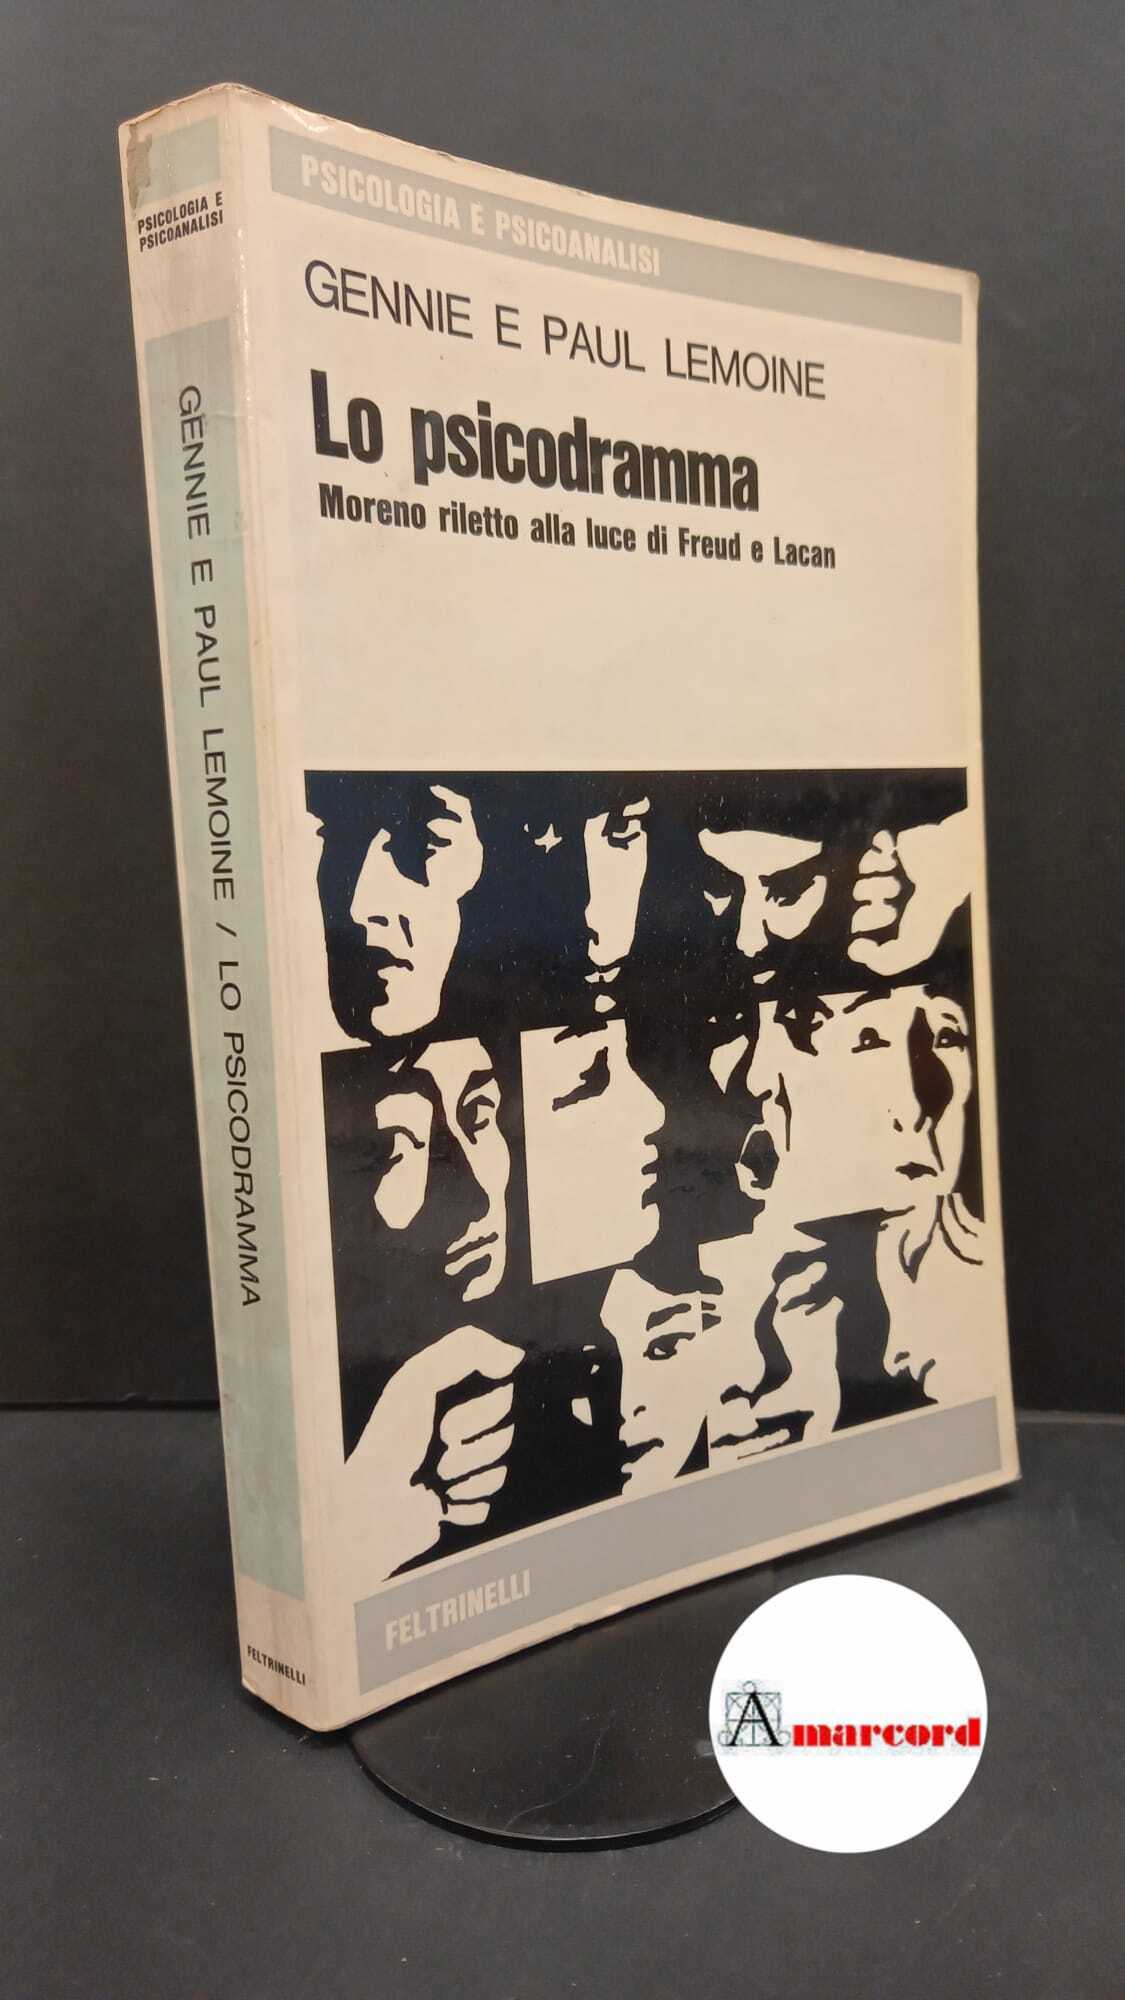 PSICOLOGIA E
PSICOANALISI
GENNIE E PAUL LEMOINE / LO PSICODRAMMA
FELTRINELLI
PSICOLOGIA E PSICOANALISI
GENNIE E PAUL LEMOINE
Lo psicodramma
Moreno riletto alla luce di Freud e Lacan
FELTRINELLI
Amarcord